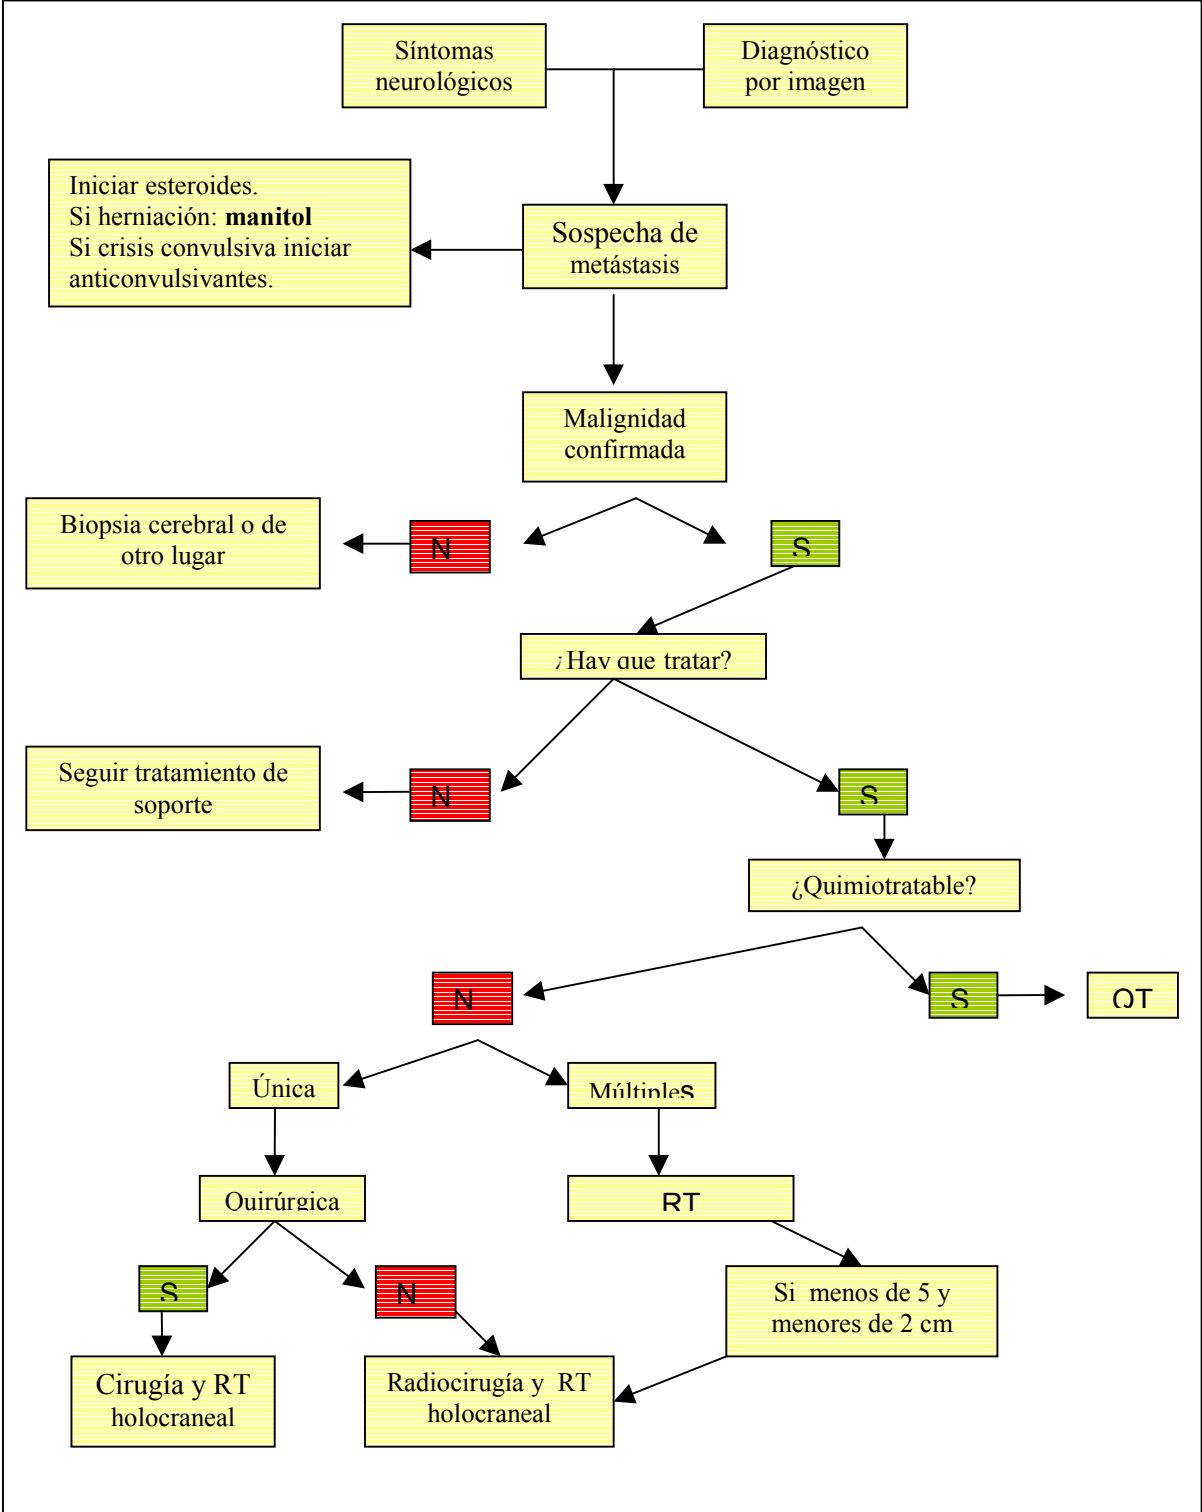 Síntomas
neurológicos
Diagnóstico
por imagen
Iniciar esteroides.
Si herniación: manitol
Si crisis convulsiva iniciar
anticonvulsivantes.
Sospecha de
metástasis
Malignidad
confirmada
Biopsia cerebral o de
otro lugar
N
S
¿Hay que tratar?
Seguir tratamiento de
soporte
N
S
¿Quimiotratable?
N
S
QT
Única
Múltiples
Quirúrgica
RT
S
N
Si menos de 5 y
menores de 2 cm
Cirugía y RT
holocraneal
Radiocirugía y RT
holocraneal